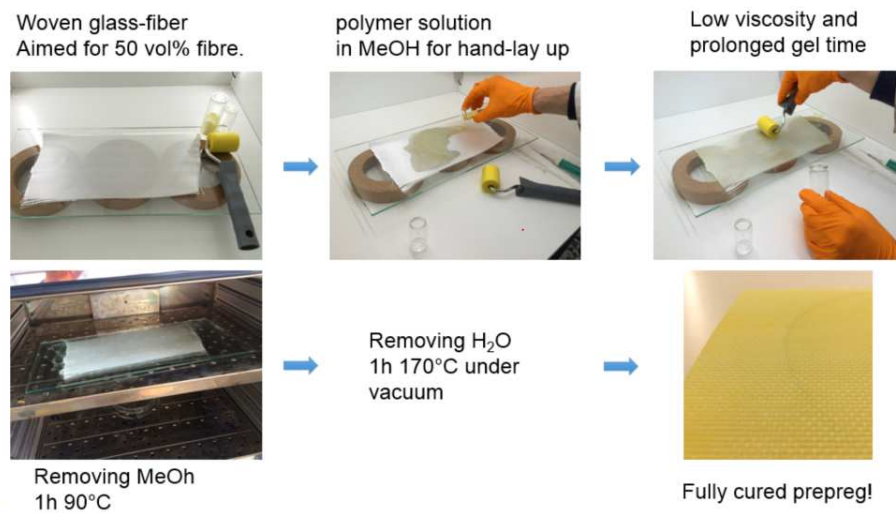 Woven glass-fiber
Aimed for 50 vol% fibre.
polymer solution
in MeOH for hand-lay up
Low viscosity and
prolonged gel time
Removing MeOh
1h 90°C
Removing H₂O
1h 170°C under
vacuum
Fully cured prepreg!